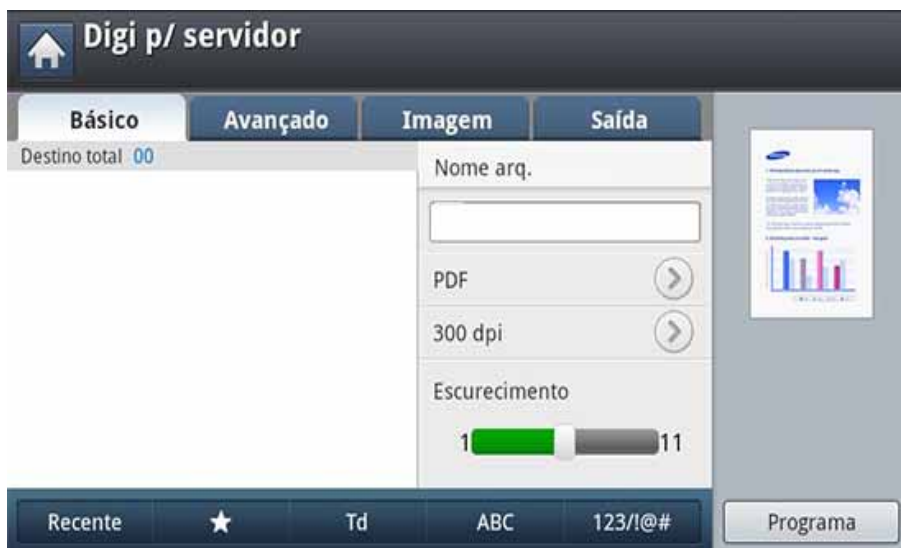 Digi p/ servidor
Básico Avançado Imagem Saída
Destino total 00
Nome arq.
PDF
300 dpi
Escurecimento
1 11
Recente ★ Td ABC 123/!@# Programa